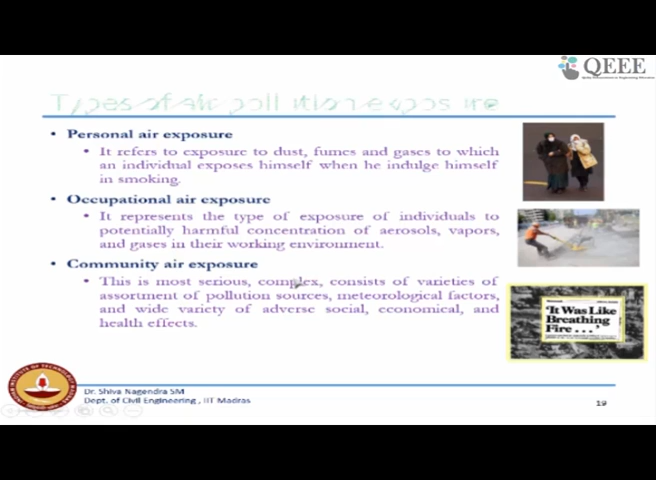 QEEE
Types of air pollution exposure
• Personal air exposure
• It refers to exposure to dust, fumes and gases to which
an individual exposes himself when he indulge himself
in smoking.
• Occupational air exposure
• It represents the type of exposure of individuals to
potentially harmful concentration of aerosols, vapors,
and gases in their working environment.
• Community air exposure
• This is most serious, complex, consists of varieties of
assortment of pollution sources, meteorological factors,
and wide variety of adverse social, economical, and
health effects.
'It Was Like
Breathing
Fire . . .'
Dr. Shiva Nagendra SM
Dept. of Civil Engineering , IIT Madras
19